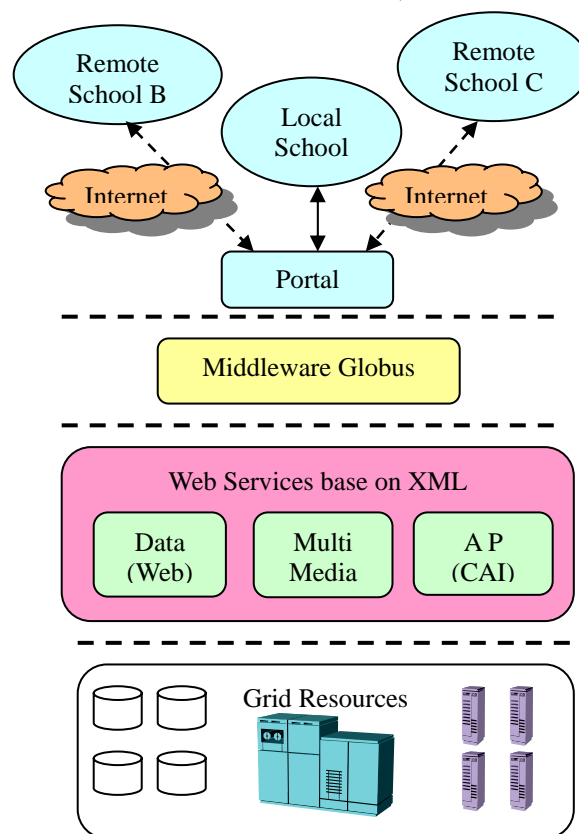 Remote
School B
Remote
School C
Local
School
Internet
Internet
Portal
Middleware Globus
Web Services base on XML
Data
(Web)
Multi
Media
A P
(CAI)
Grid Resources